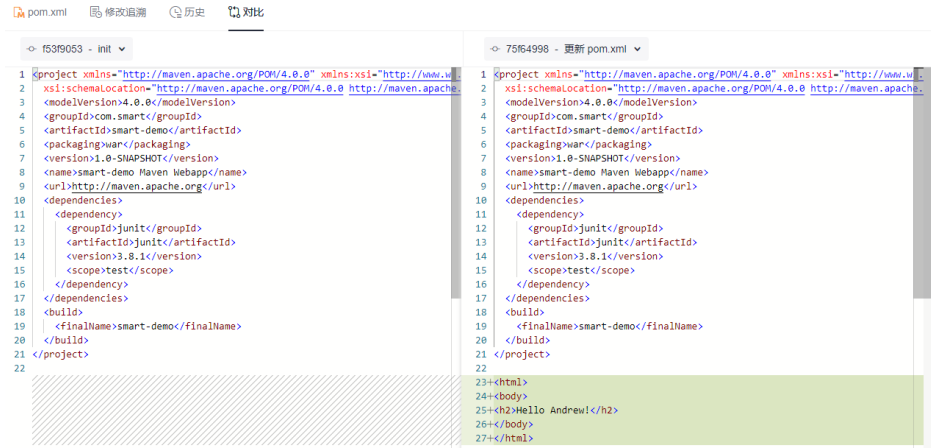 pom.xml 修改追溯 历史 对比
f53f9053 - init
1 <project xmlns="http://maven.apache.org/POM/4.0.0" xmlns:xsi="http://www.w
2 xsi:schemaLocation="http://maven.apache.org/POM/4.0.0 http://maven.apache.
3 <modelVersion>4.0.0</modelVersion>
4 <groupId>com.smart</groupId>
5 <artifactId>smart-demo</artifactId>
6 <packaging>war</packaging>
7 <version>1.0-SNAPSHOT</version>
8 <name>smart-demo Maven Webapp</name>
9 <url>http://maven.apache.org</url>
10 <dependencies>
11 <dependency>
12 <groupId>junit</groupId>
13 <artifactId>junit</artifactId>
14 <version>3.8.1</version>
15 <scope>test</scope>
16 </dependency>
17 </dependencies>
18 <build>
19 <finalName>smart-demo</finalName>
20 </build>
21 </project>
22
75f64998 - 更新 pom.xml
1 <project xmlns="http://maven.apache.org/POM/4.0.0" xmlns:xsi="http://www.w
2 xsi:schemaLocation="http://maven.apache.org/POM/4.0.0 http://maven.apache.
3 <modelVersion>4.0.0</modelVersion>
4 <groupId>com.smart</groupId>
5 <artifactId>smart-demo</artifactId>
6 <packaging>war</packaging>
7 <version>1.0-SNAPSHOT</version>
8 <name>smart-demo Maven Webapp</name>
9 <url>http://maven.apache.org</url>
10 <dependencies>
11 <dependency>
12 <groupId>junit</groupId>
13 <artifactId>junit</artifactId>
14 <version>3.8.1</version>
15 <scope>test</scope>
16 </dependency>
17 </dependencies>
18 <build>
19 <finalName>smart-demo</finalName>
20 </build>
21 </project>
22
23+<html>
24+<body>
25+<h2>Hello Andrew!</h2>
26+</body>
27+</html>